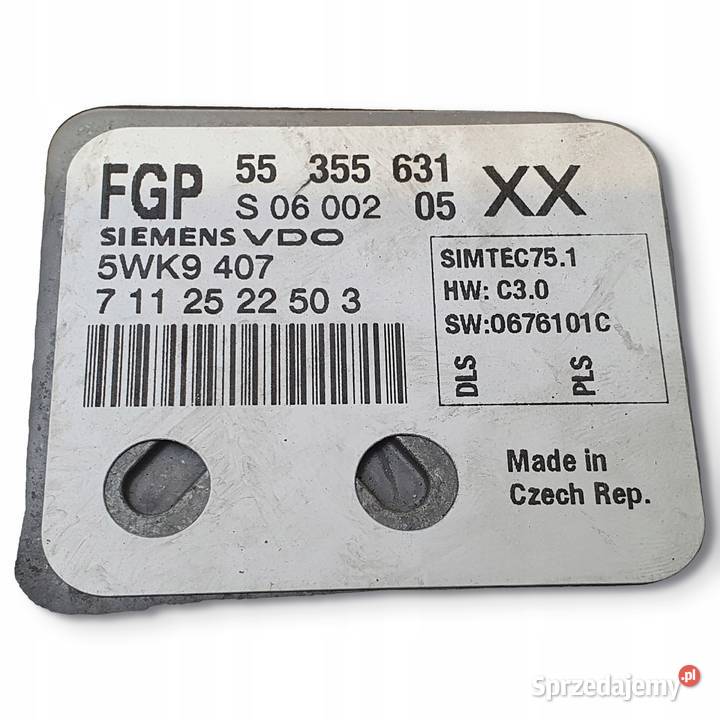 FGP 55 355 631 XX
S 06 002 05
SIEMENS VDO
5WK9 407
7 11 25 22 50 3
SIMTEC75.1
HW: C3.0
SW:0676101C
DLS PLS
Made in
Czech Rep.
Sprzedajemy.pl